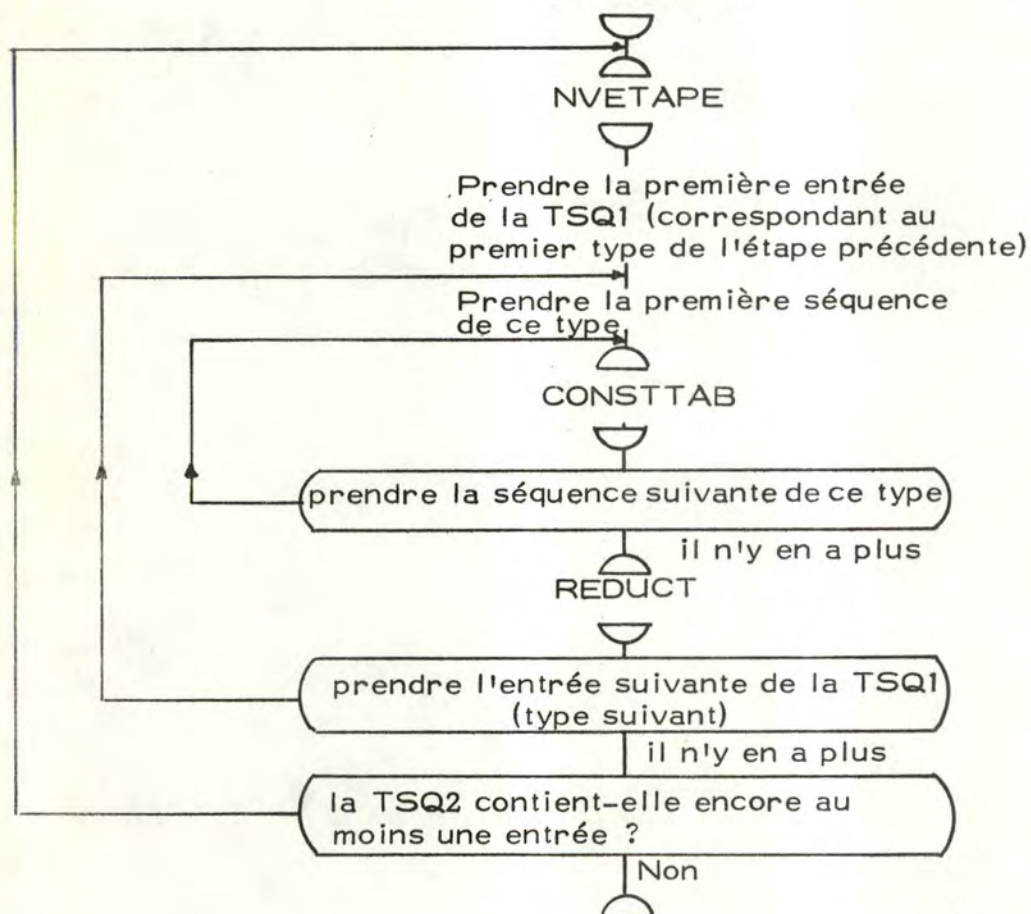 NVETAPE
Prendre la première entrée
de la TSQ1 (correspondant au
premier type de l'étape précédente)
Prendre la première séquence
de ce type
CONSTTAB
prendre la séquence suivante de ce type
il n'y en a plus
REDUCT
prendre l'entrée suivante de la TSQ1
(type suivant)
il n'y en a plus
la TSQ2 contient-elle encore au
moins une entrée ?
Non